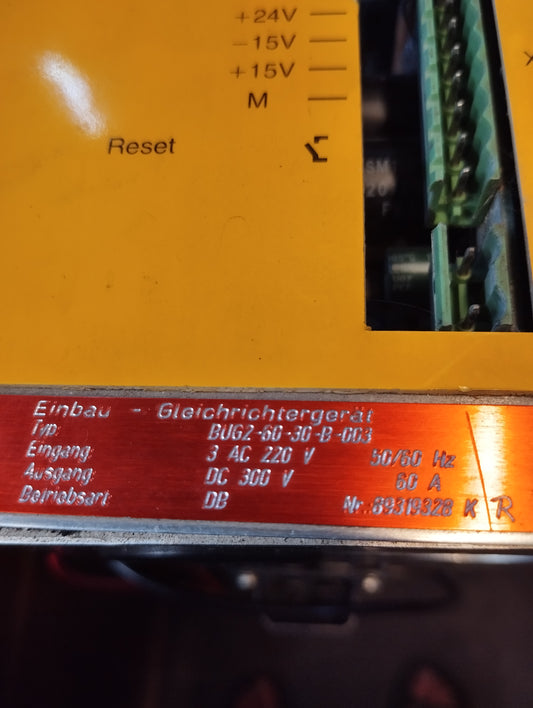 +24V
-15V
+15V
M
Reset
Einbau - Gleichrichtergerät
Typ: BUG2-60-30-B-003
Eingang: 3 AC 220 V 50/60 Hz
Ausgang: DC 300 V 60 A
Betriebsart: DB Nr.:89319328 K R